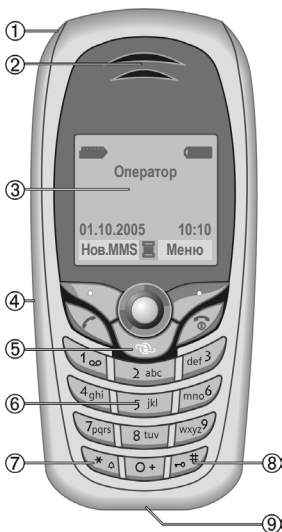 ①
②
③
Оператор
01.10.2005 10:10
Нов.MMS Меню
④
⑤
1 2 abc def 3
⑥
4 ghi 5 jkl mno 6
7 pqrs 8 tuv wxyz 9
⑦
* 0 + #
⑧
⑨